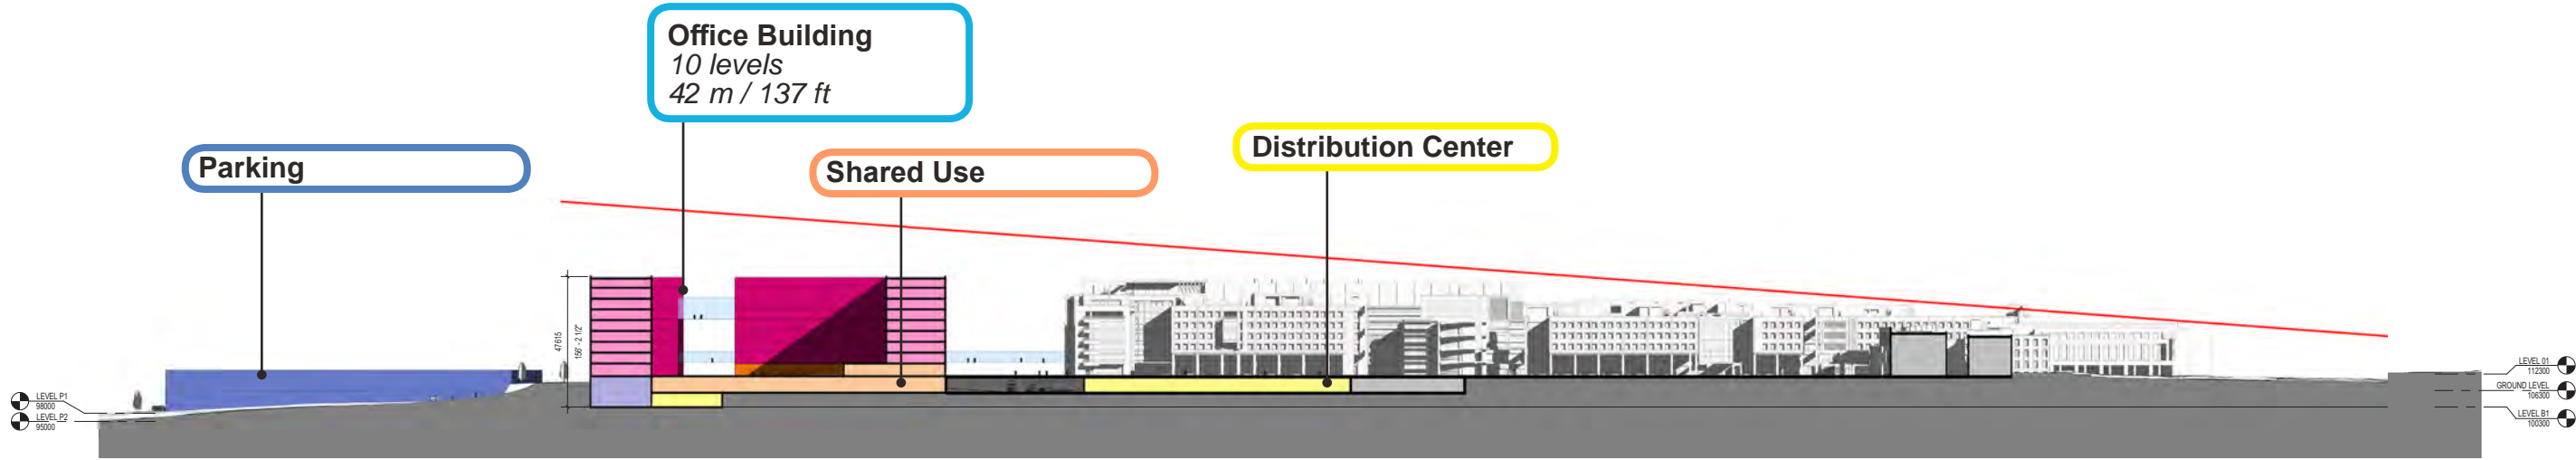 Office Building
10 levels
42 m / 137 ft
Parking
Shared Use
Distribution Center
47615
156' - 2 1/2"
LEVEL P1
98000
LEVEL P2
95000
LEVEL 01
112300
GROUND LEVEL
106300
LEVEL B1
100300